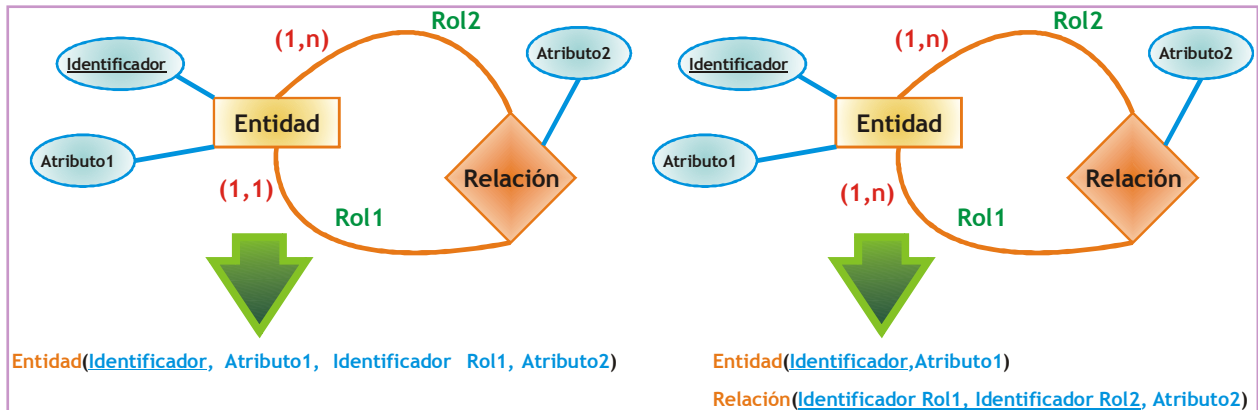 Rol2
(1,n)
Identificador
Atributo2
Entidad
Atributo1
Relación
(1,1)
Rol1
Entidad(Identificador, Atributo1, Identificador Rol1, Atributo2)
Rol2
(1,n)
Identificador
Atributo2
Entidad
Atributo1
Relación
(1,n)
Rol1
Entidad(Identificador,Atributo1)
Relación(Identificador Rol1, Identificador Rol2, Atributo2)